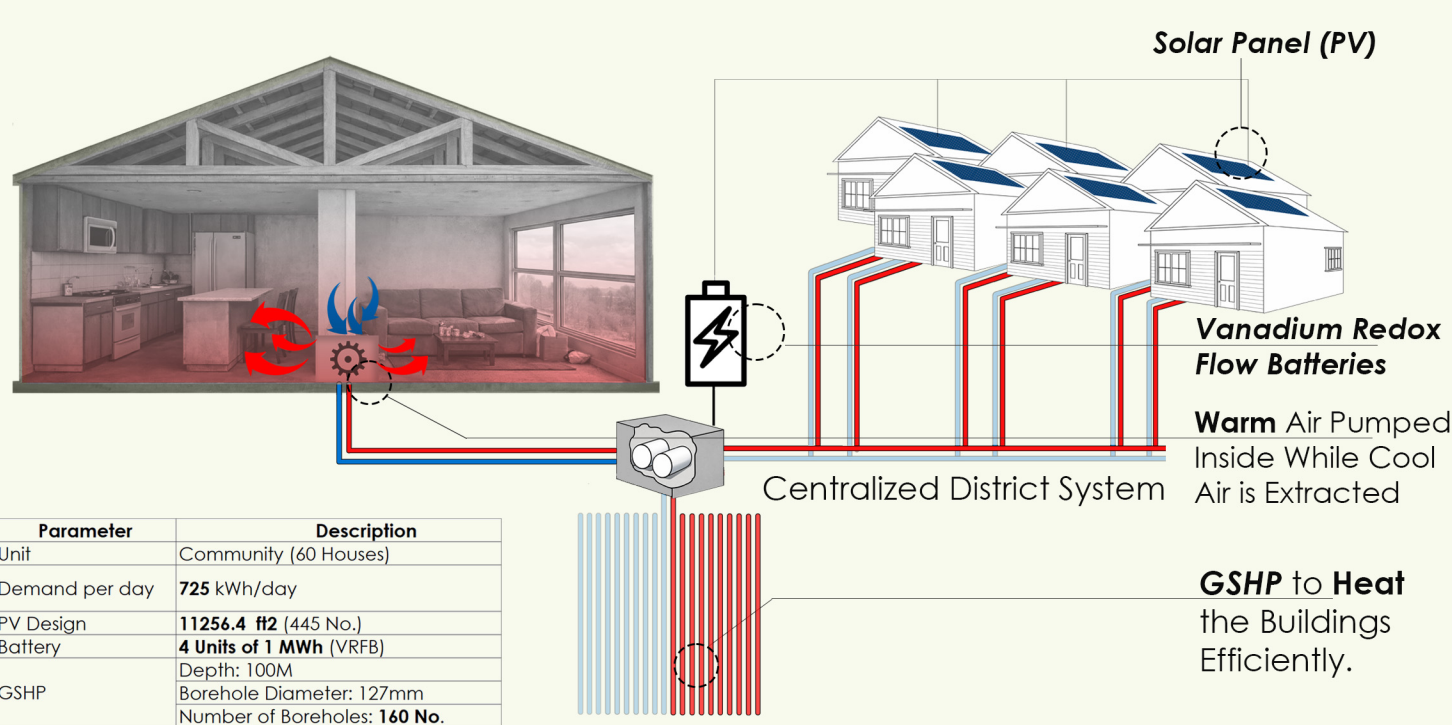 Solar Panel (PV)
Vanadium Redox
Flow Batteries
Warm Air Pumped
Inside While Cool
Air is Extracted
Centralized District System
GSHP to Heat
the Buildings
Efficiently.
Parameter Description
Unit Community (60 Houses)
Demand per day 725 kWh/day
PV Design 11256.4 ft2 (445 No.)
Battery 4 Units of 1 MWh (VRFB)
GSHP Depth: 100M
Borehole Diameter: 127mm
Number of Boreholes: 160 No.